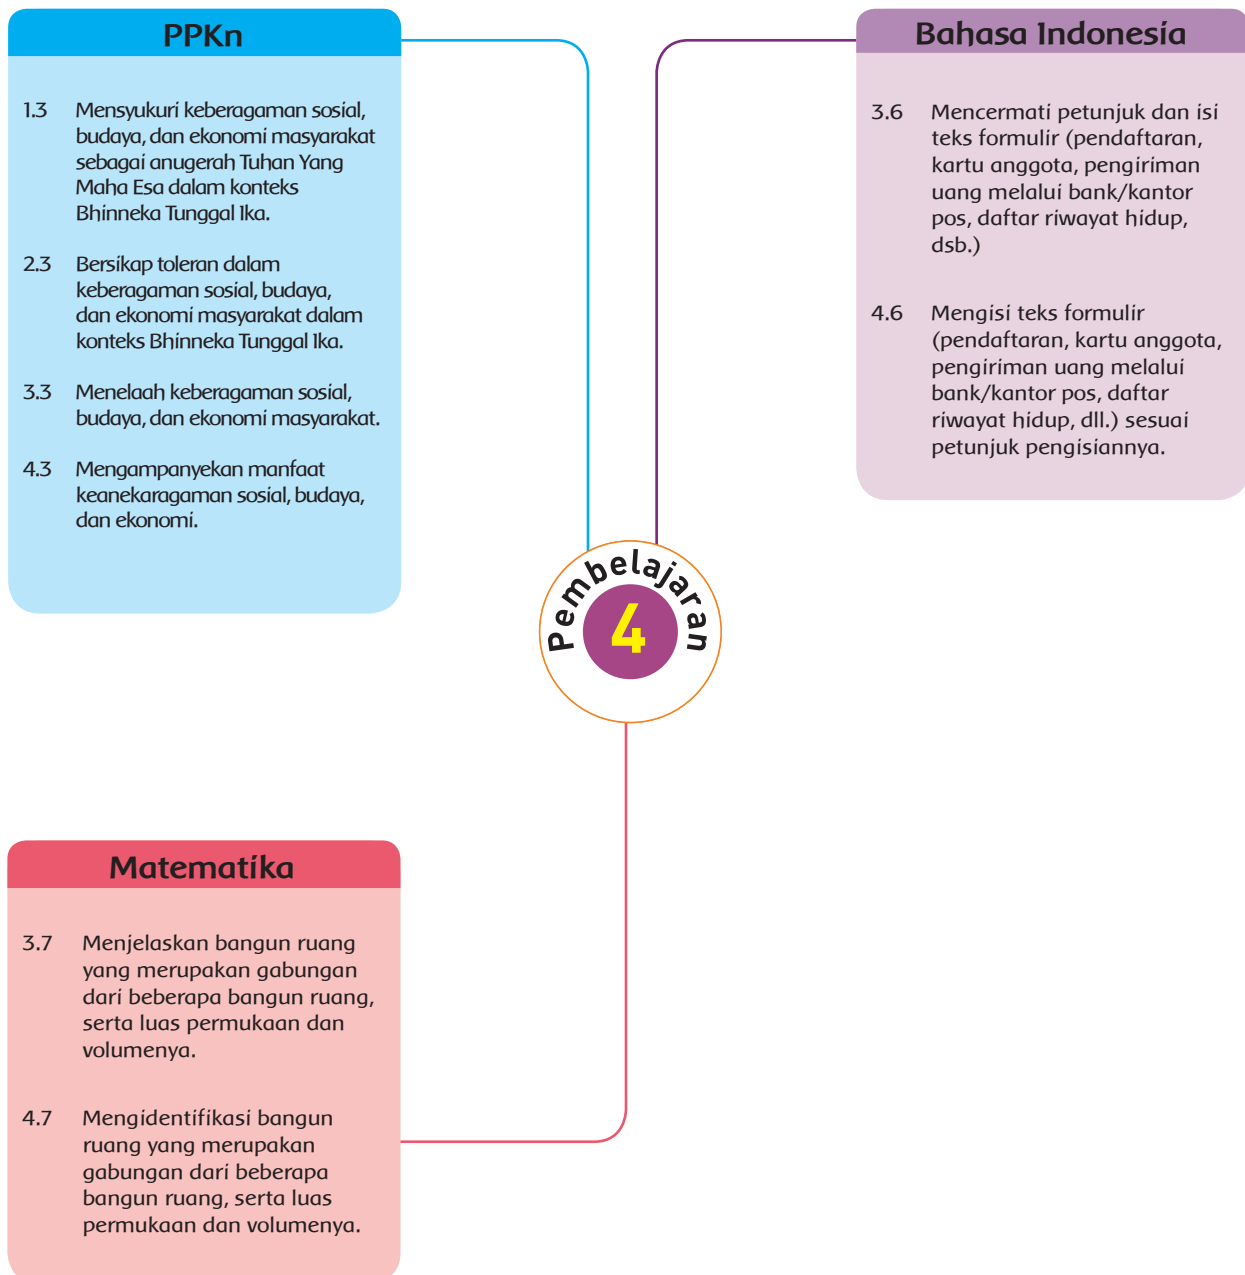 PPKn
1.3 Mensyukuri keberagaman sosial,
budaya, dan ekonomi masyarakat
sebagai anugerah Tuhan Yang
Maha Esa dalam konteks
Bhinneka Tunggal Ika.
2.3 Bersikap toleran dalam
keberagaman sosial, budaya,
dan ekonomi masyarakat dalam
konteks Bhinneka Tunggal Ika.
3.3 Menelaah keberagaman sosial,
budaya, dan ekonomi masyarakat.
4.3 Mengampanyekan manfaat
keanekaragaman sosial, budaya,
dan ekonomi.
Bahasa Indonesia
3.6 Mencermati petunjuk dan isi
teks formulir (pendaftaran,
kartu anggota, pengiriman
uang melalui bank/kantor
pos, daftar riwayat hidup,
dsb.)
4.6 Mengisi teks formulir
(pendaftaran, kartu anggota,
pengiriman uang melalui
bank/kantor pos, daftar
riwayat hidup, dll.) sesuai
petunjuk pengisiannya.
Pembelajaran
4
Matematika
3.7 Menjelaskan bangun ruang
yang merupakan gabungan
dari beberapa bangun ruang,
serta luas permukaan dan
volumenya.
4.7 Mengidentifikasi bangun
ruang yang merupakan
gabungan dari beberapa
bangun ruang, serta luas
permukaan dan volumenya.